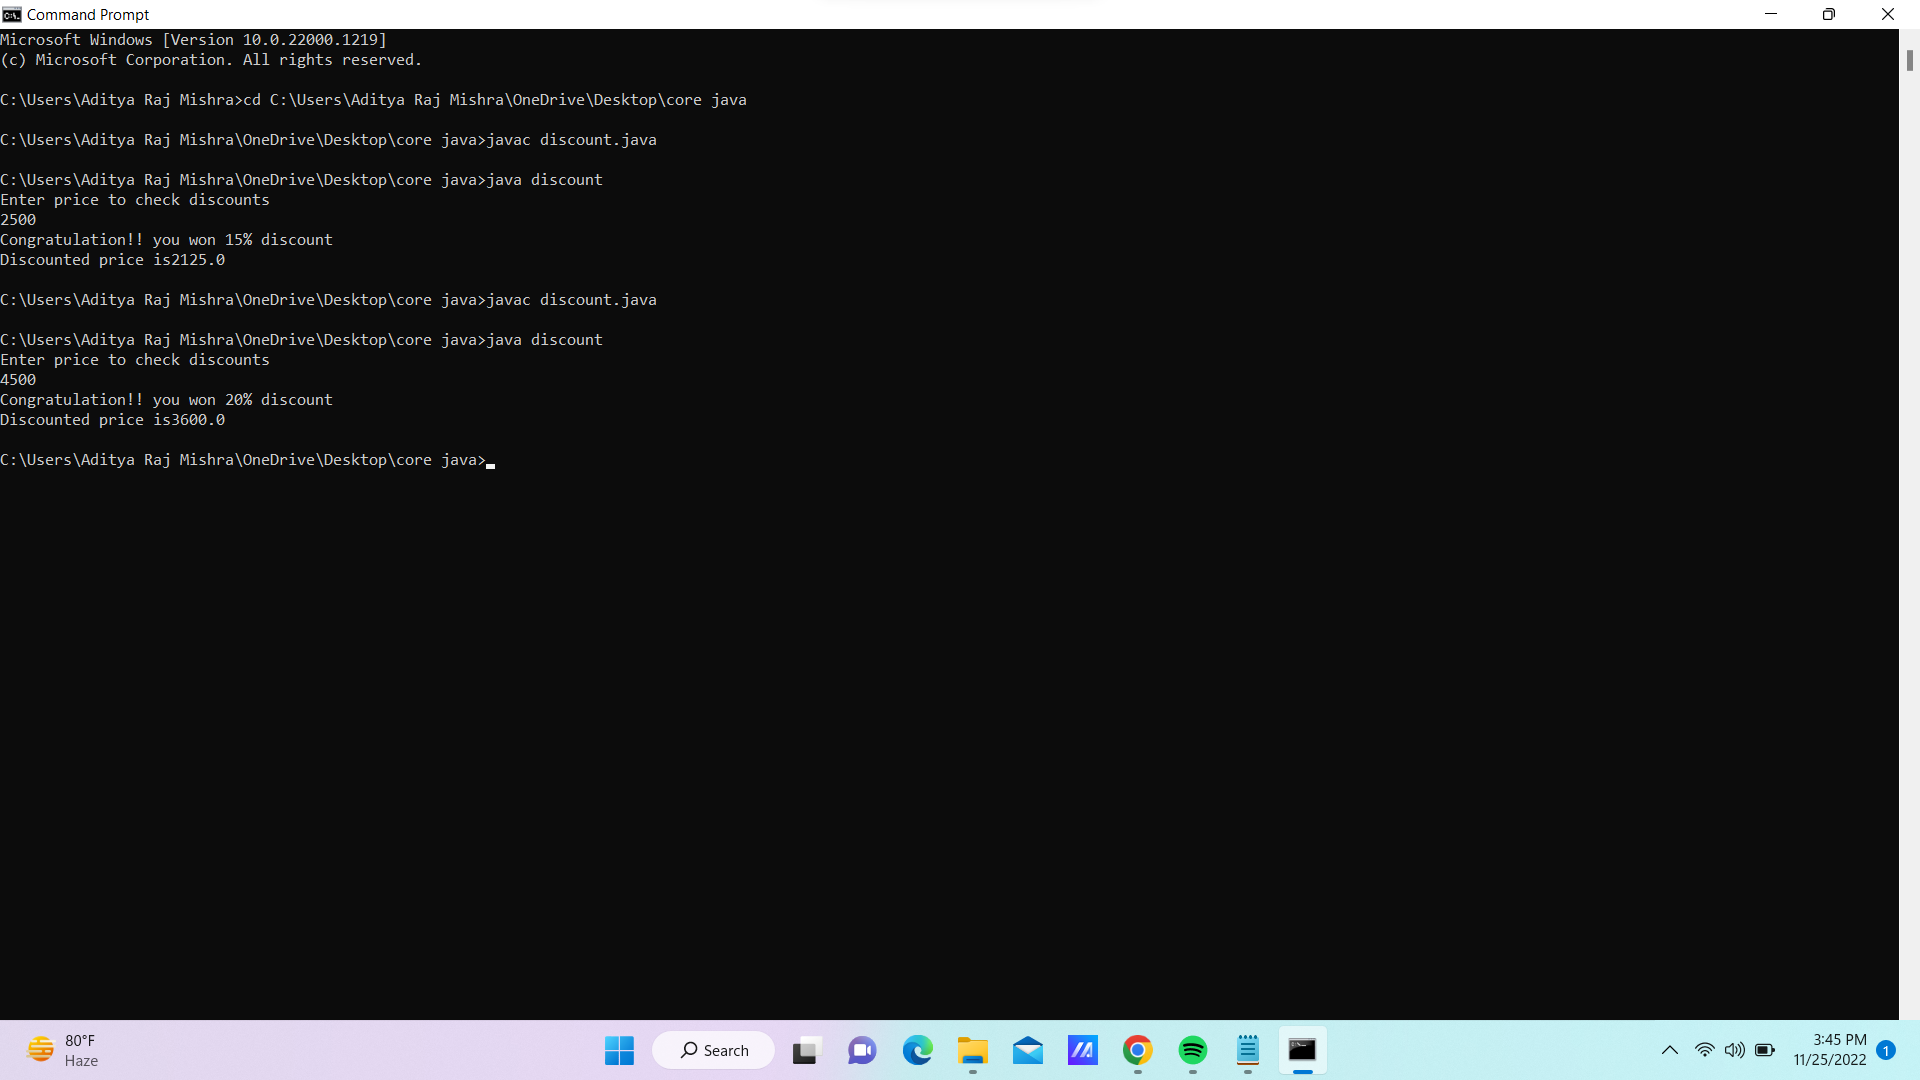 Command Prompt
Microsoft Windows [Version 10.0.22000.1219]
(c) Microsoft Corporation. All rights reserved.
C:\Users\Aditya Raj Mishra>cd C:\Users\Aditya Raj Mishra\OneDrive\Desktop\core java
C:\Users\Aditya Raj Mishra\OneDrive\Desktop\core java>javac discount.java
C:\Users\Aditya Raj Mishra\OneDrive\Desktop\core java>java discount
Enter price to check discounts
2500
Congratulation!! you won 15% discount
Discounted price is2125.0
C:\Users\Aditya Raj Mishra\OneDrive\Desktop\core java>javac discount.java
C:\Users\Aditya Raj Mishra\OneDrive\Desktop\core java>java discount
Enter price to check discounts
4500
Congratulation!! you won 20% discount
Discounted price is3600.0
C:\Users\Aditya Raj Mishra\OneDrive\Desktop\core java>
80°F
Haze
Search
3:45 PM
11/25/2022
1